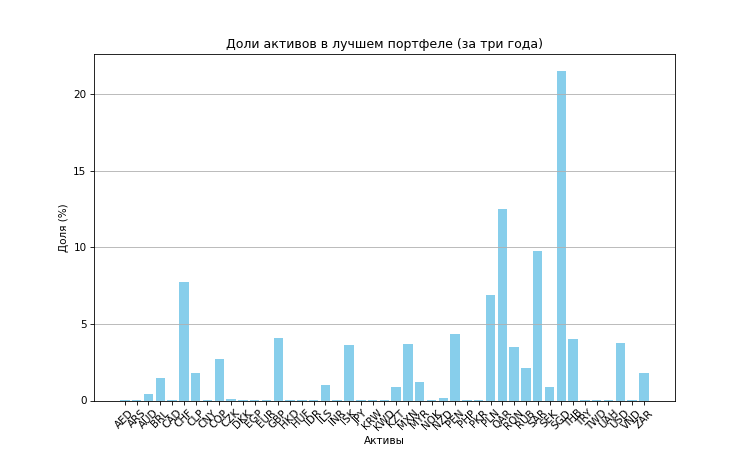 Доли активов в лучшем портфеле (за три года)
Доля (%)
20
15
10
5
0
AED ARS AUD BRL CAD CHF CLP CNY COP CZK DKK EGP EUR GBP HKD HUF IDR ILS INR ISK JPY KRW KWD KZT MXN MYR NOK NZD PEN PHP PKR PLN QAR RON RUB SAR SEK SGD THB TRY TWD UAH USD VND ZAR
Активы